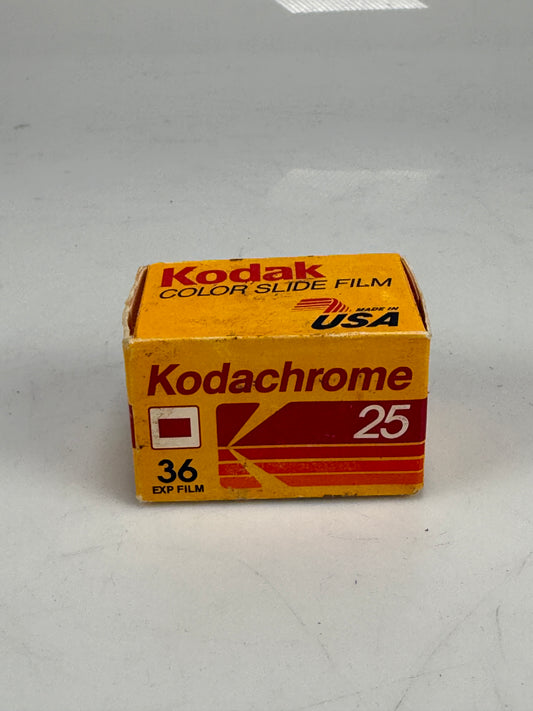 Kodak
COLOR SLIDE FILM
MADE IN
USA
Kodachrome
25
36
EXP FILM